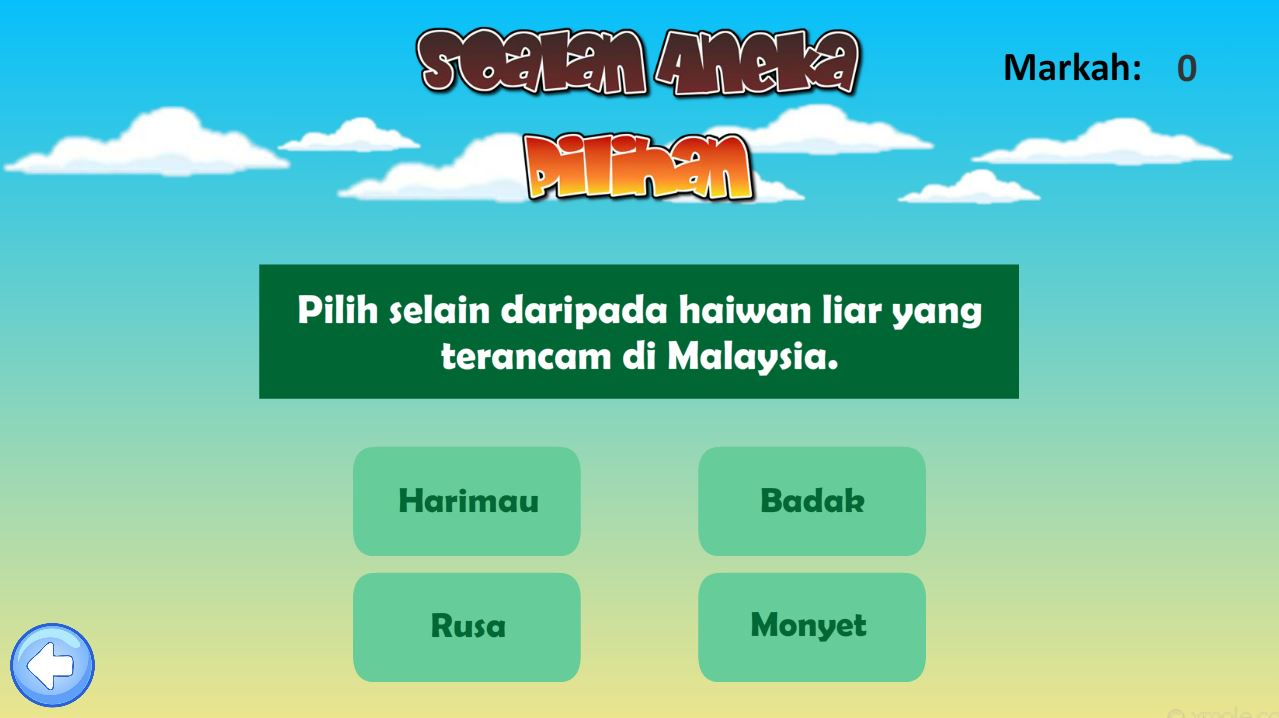 Soalan Aneka
Markah: 0
Pilihan
Pilih selain daripada haiwan liar yang
terancam di Malaysia.
Harimau
Badak
Rusa
Monyet